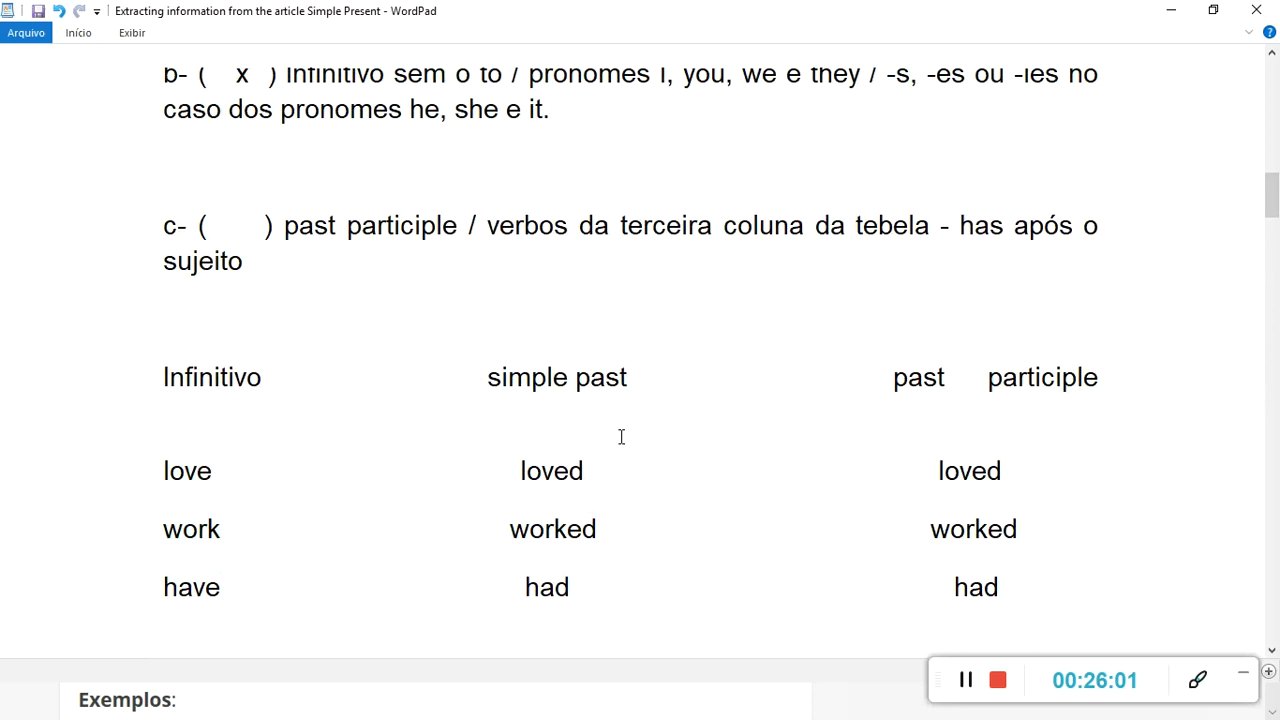 Extracting information from the article Simple Present - WordPad
Arquivo Início Exibir
b- ( x ) Infinitivo sem o to / pronomes I, you, we e they / -s, -es ou -ies no
caso dos pronomes he, she e it.
c- ( ) past participle / verbos da terceira coluna da tebela - has após o
sujeito
Infinitivo simple past past participle
love loved loved
work worked worked
have had had
00:26:01
Exemplos: